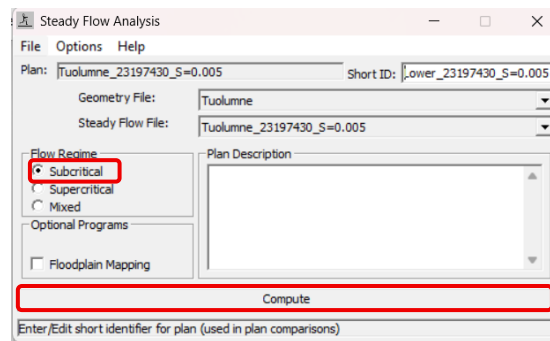 Steady Flow Analysis
File Options Help
Plan: Tuolumne_23197430_S=0.005 Short ID: Lower_23197430_S=0.005
Geometry File: Tuolumne
Steady Flow File: Tuolumne_23197430_S=0.005
Flow Regime
Subcritical
Supercritical
Mixed
Optional Programs
Floodplain Mapping
Plan Description
Compute
Enter/Edit short identifier for plan (used in plan comparisons)